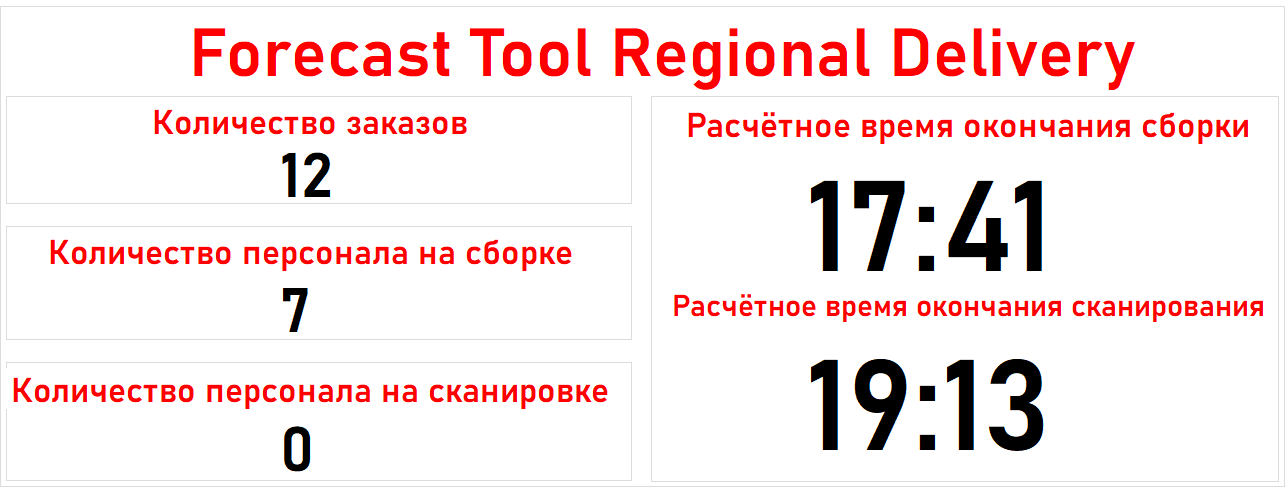 Forecast Tool Regional Delivery
Количество заказов
12
Количество персонала на сборке
7
Количество персонала на сканировке
0
Расчётное время окончания сборки
17:41
Расчётное время окончания сканирования
19:13